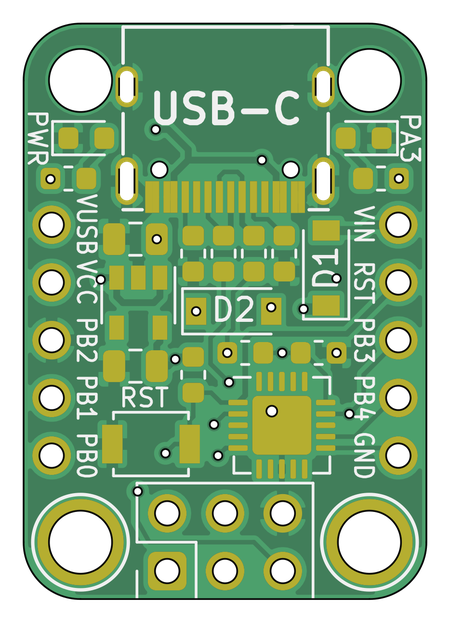 USB-C
PWR
PA3
VUSB
VIN
VCC
D1
RST
D2
PB2
PB3
PB1
RST
PB4
PB0
GND